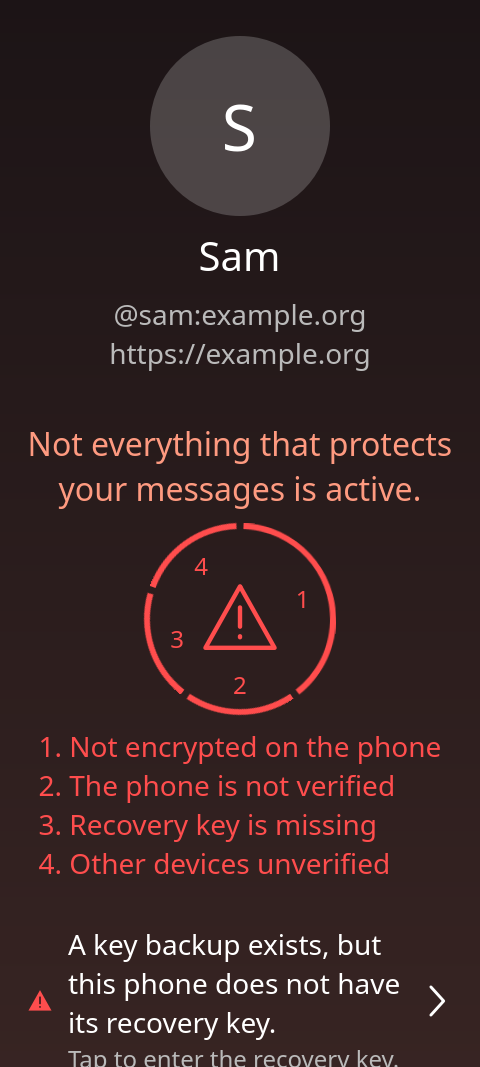 S
Sam
@sam:example.org
https://example.org
Not everything that protects
your messages is active.
4
1
3
2
1. Not encrypted on the phone
2. The phone is not verified
3. Recovery key is missing
4. Other devices unverified
A key backup exists, but
this phone does not have
its recovery key.
Tap to enter the recovery key.